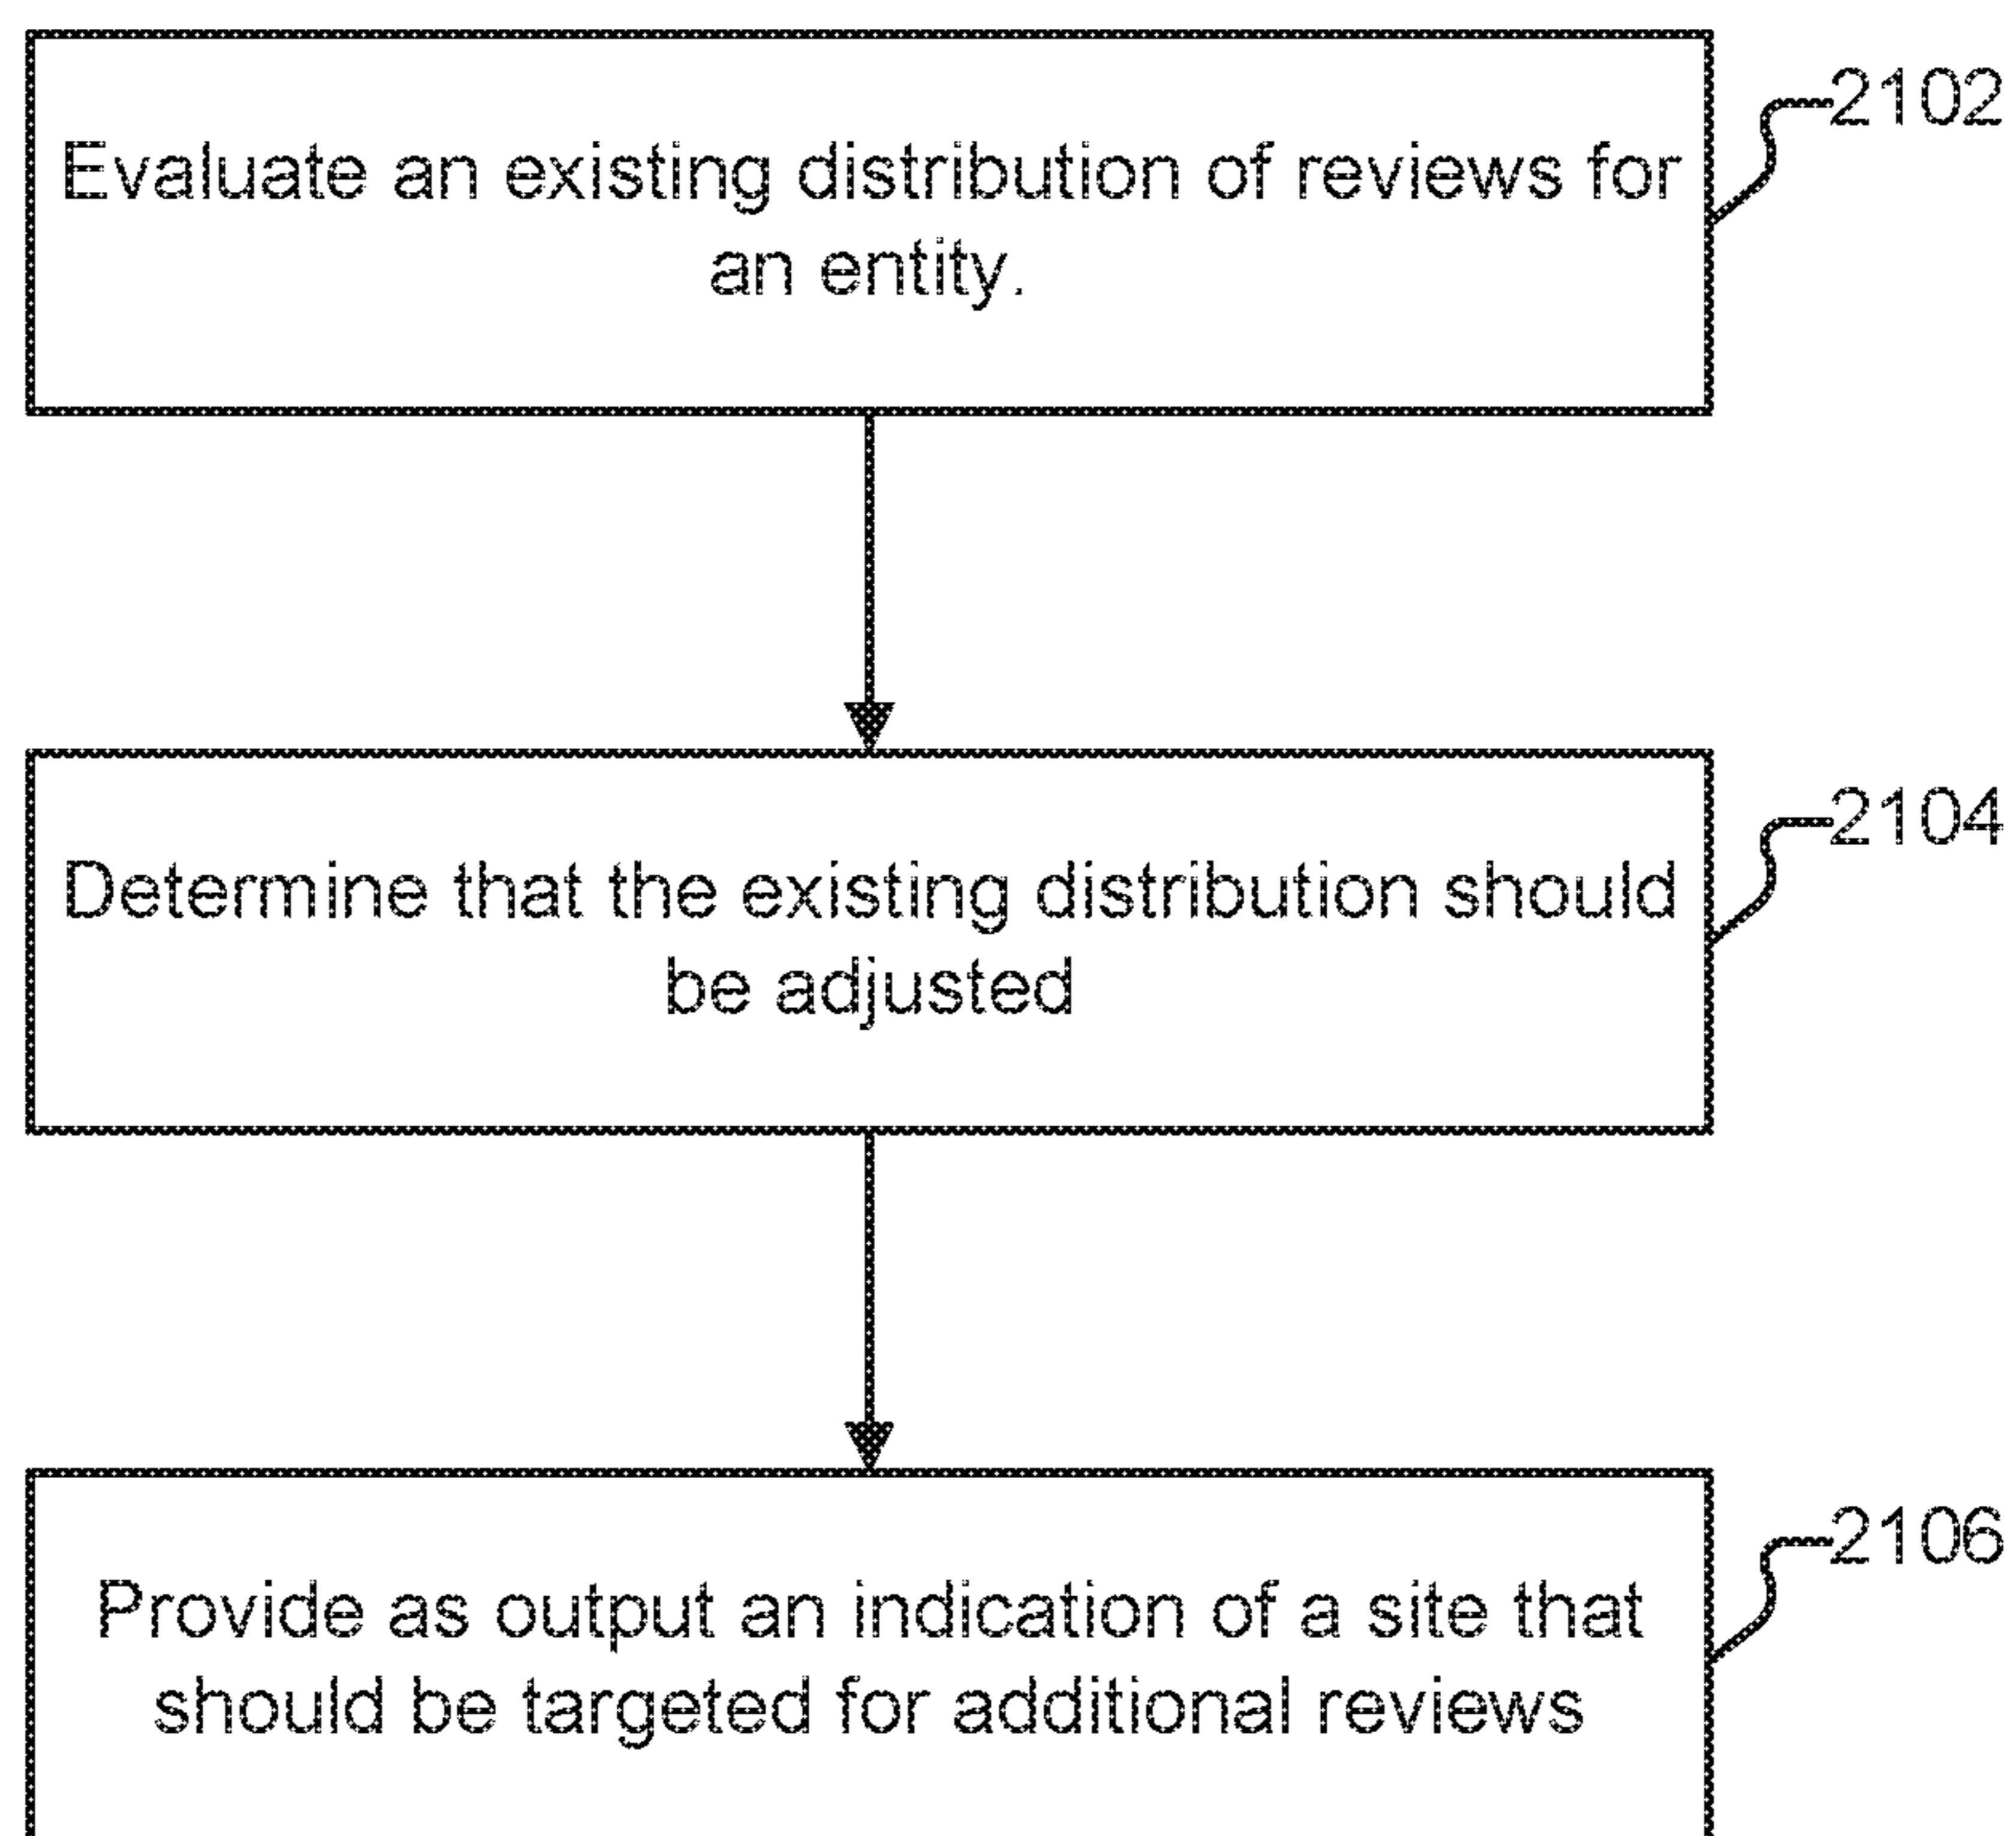 Evaluate an existing distribution of reviews for
an entity.
2102
Determine that the existing distribution should
be adjusted
2104
Provide as output an indication of a site that
should be targeted for additional reviews
2106